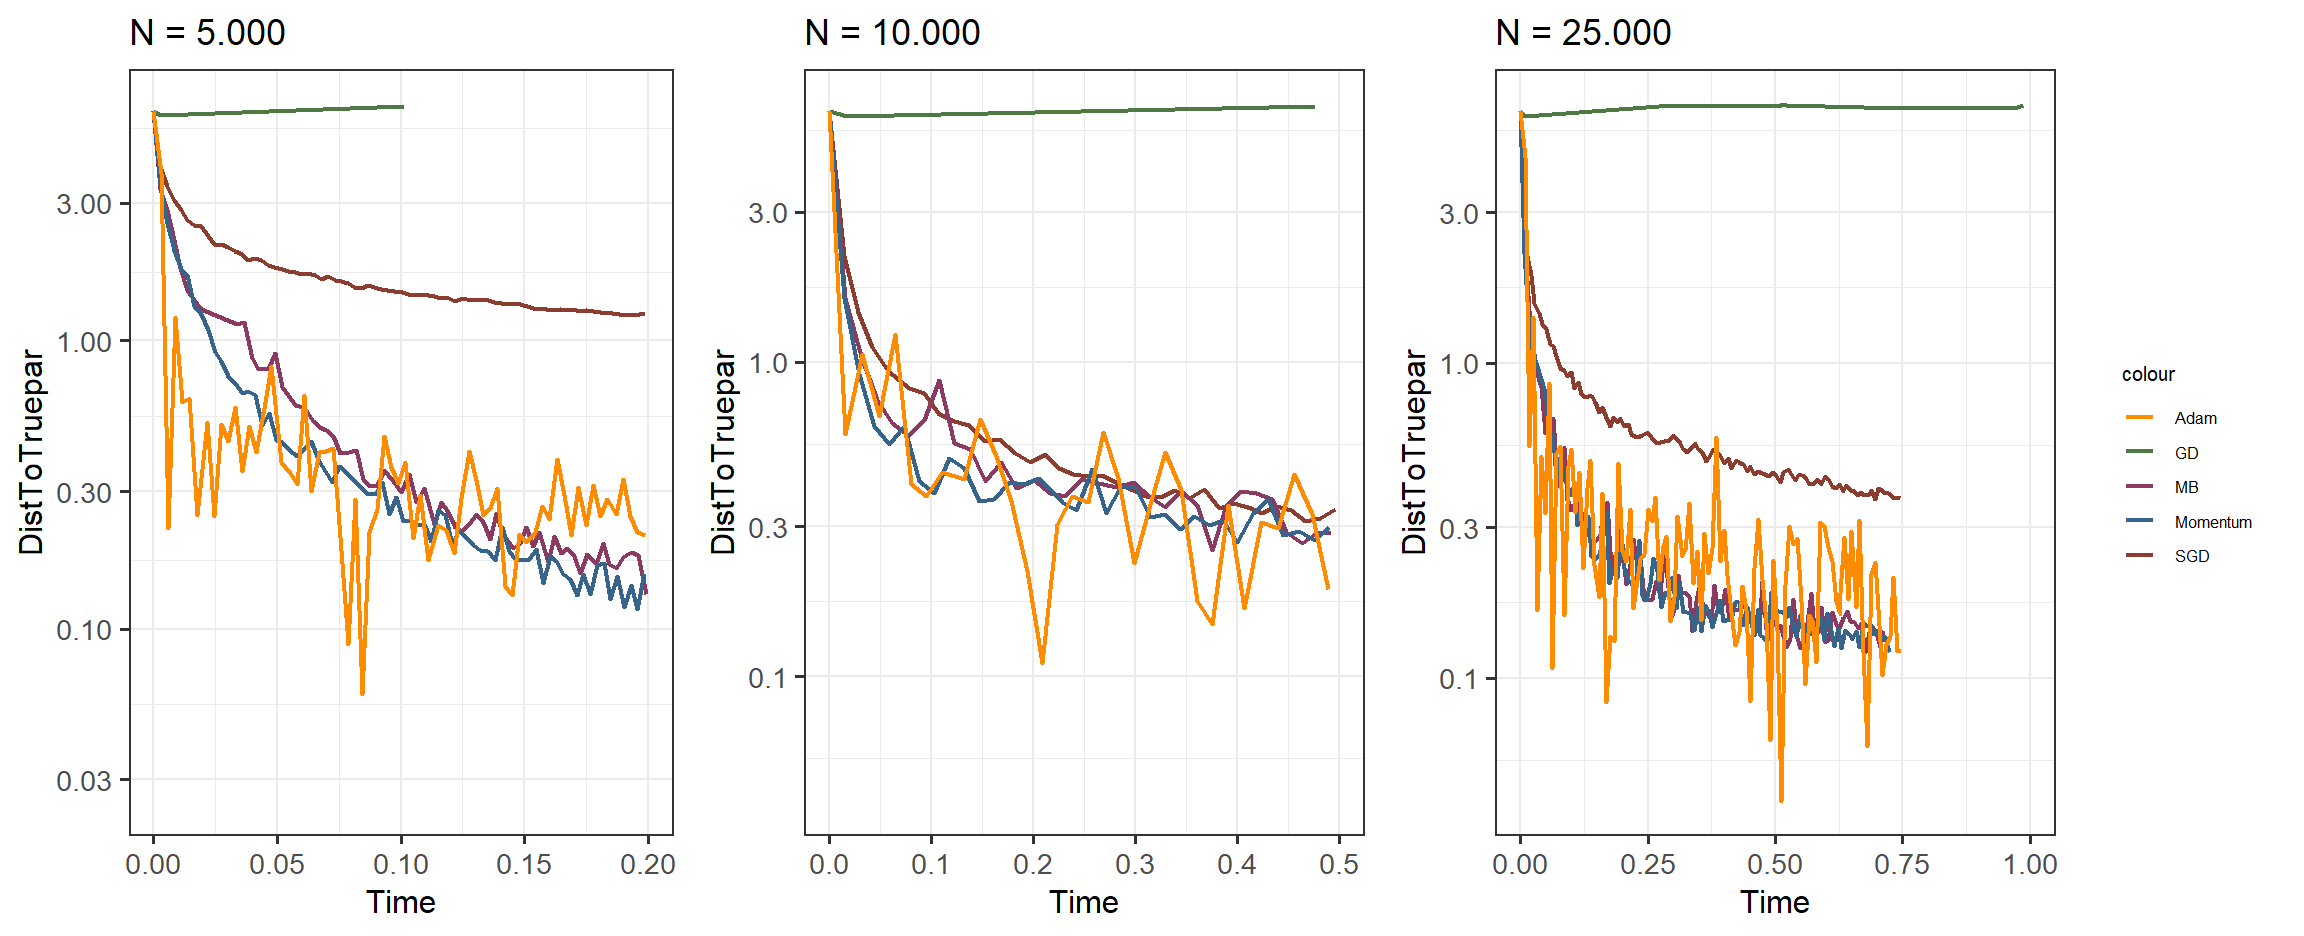 N = 5.000
N = 10.000
N = 25.000
DistToTruepar
3.00
1.00
0.30
0.10
0.03
0.00 0.05 0.10 0.15 0.20
Time
DistToTruepar
3.0
1.0
0.3
0.1
0.0 0.1 0.2 0.3 0.4 0.5
Time
DistToTruepar
3.0
1.0
0.3
0.1
0.00 0.25 0.50 0.75 1.00
Time
colour
Adam
GD
MB
Momentum
SGD